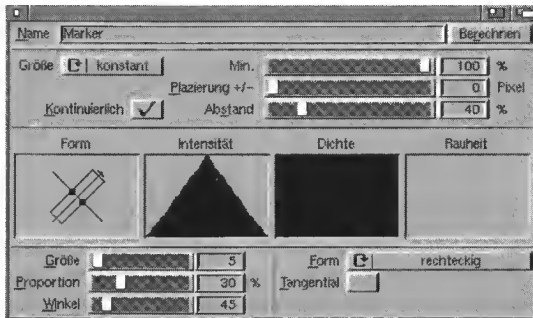 Name Marker Berechnen
Größe konstant Min. 100 %
Plazierung +/- 0 Pixel
Kontinuierlich Abstand 40 %
Form Intensität Dichte Rauheit
Größe 5 Form rechteckig
Proportion 30 % Tangential
Winkel 45